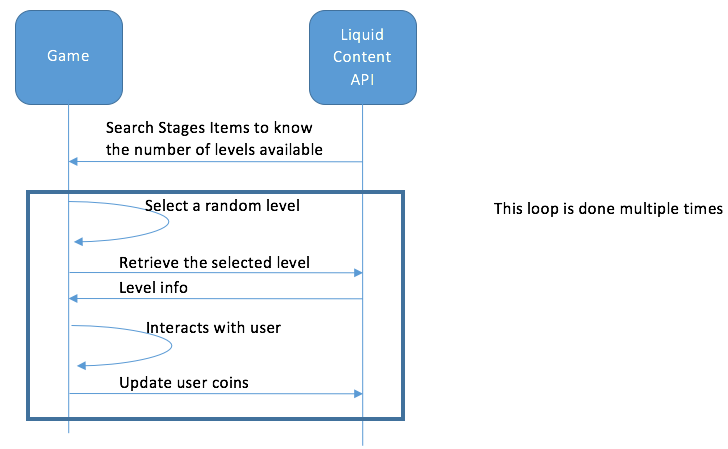 Game
Liquid
Content
API
Search Stages Items to know
the number of levels available
Select a random level
This loop is done multiple times
Retrieve the selected level
Level info
Interacts with user
Update user coins